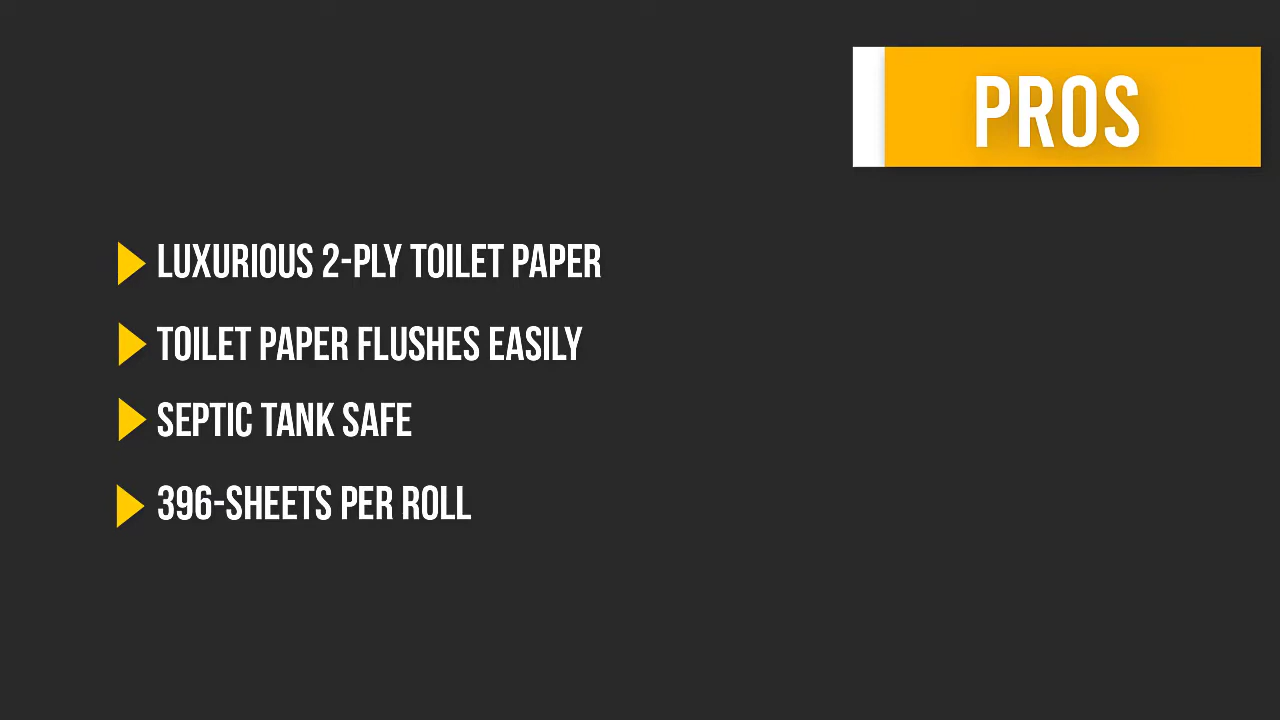 PROS
LUXURIOUS 2-PLY TOILET PAPER
TOILET PAPER FLUSHES EASILY
SEPTIC TANK SAFE
396-SHEETS PER ROLL